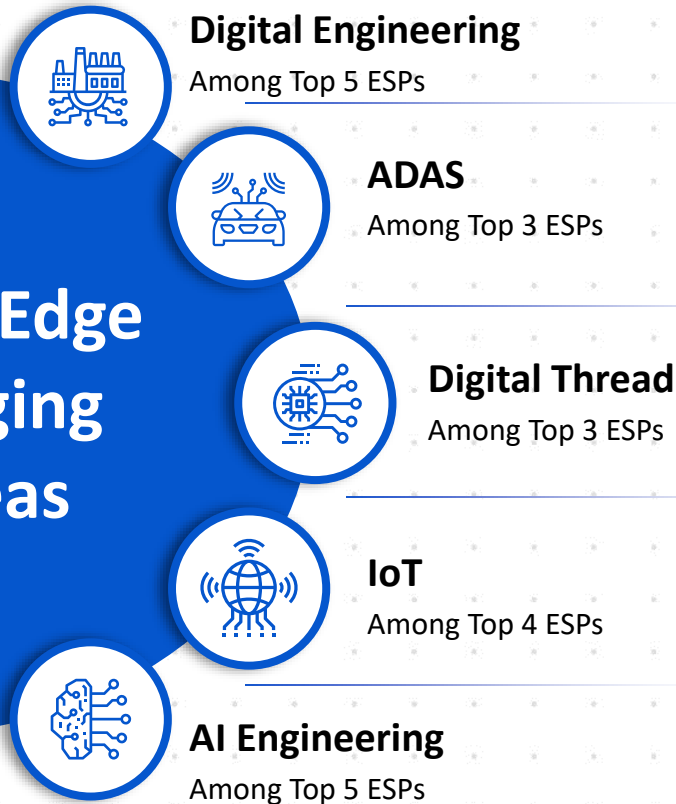 Digital Engineering
Among Top 5 ESPs
ADAS
Among Top 3 ESPs
Edge
ging
eas
Digital Thread
Among Top 3 ESPs
IoT
Among Top 4 ESPs
AI Engineering
Among Top 5 ESPs